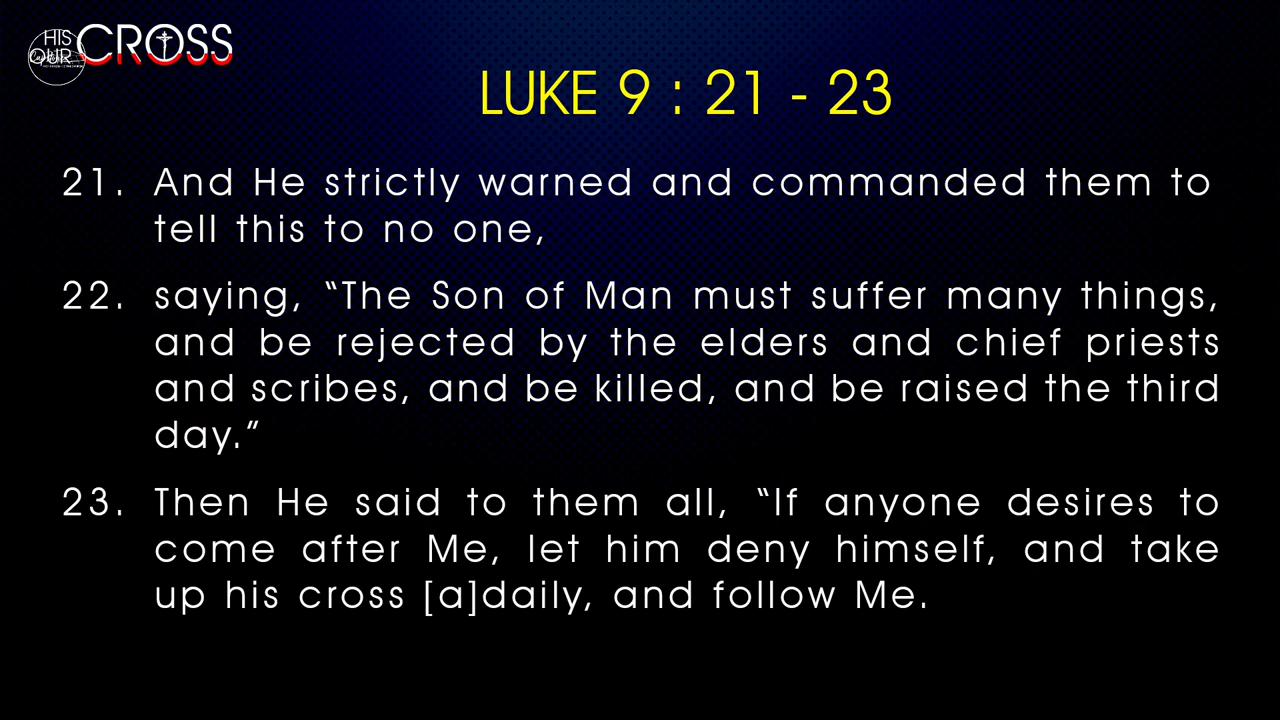 HIS
OUR CROSS
LUKE 9 : 21 - 23
21. And He strictly warned and commanded them to
tell this to no one,
22. saying, “The Son of Man must suffer many things,
and be rejected by the elders and chief priests
and scribes, and be killed, and be raised the third
day.”
23. Then He said to them all, “If anyone desires to
come after Me, let him deny himself, and take
up his cross [a]daily, and follow Me.